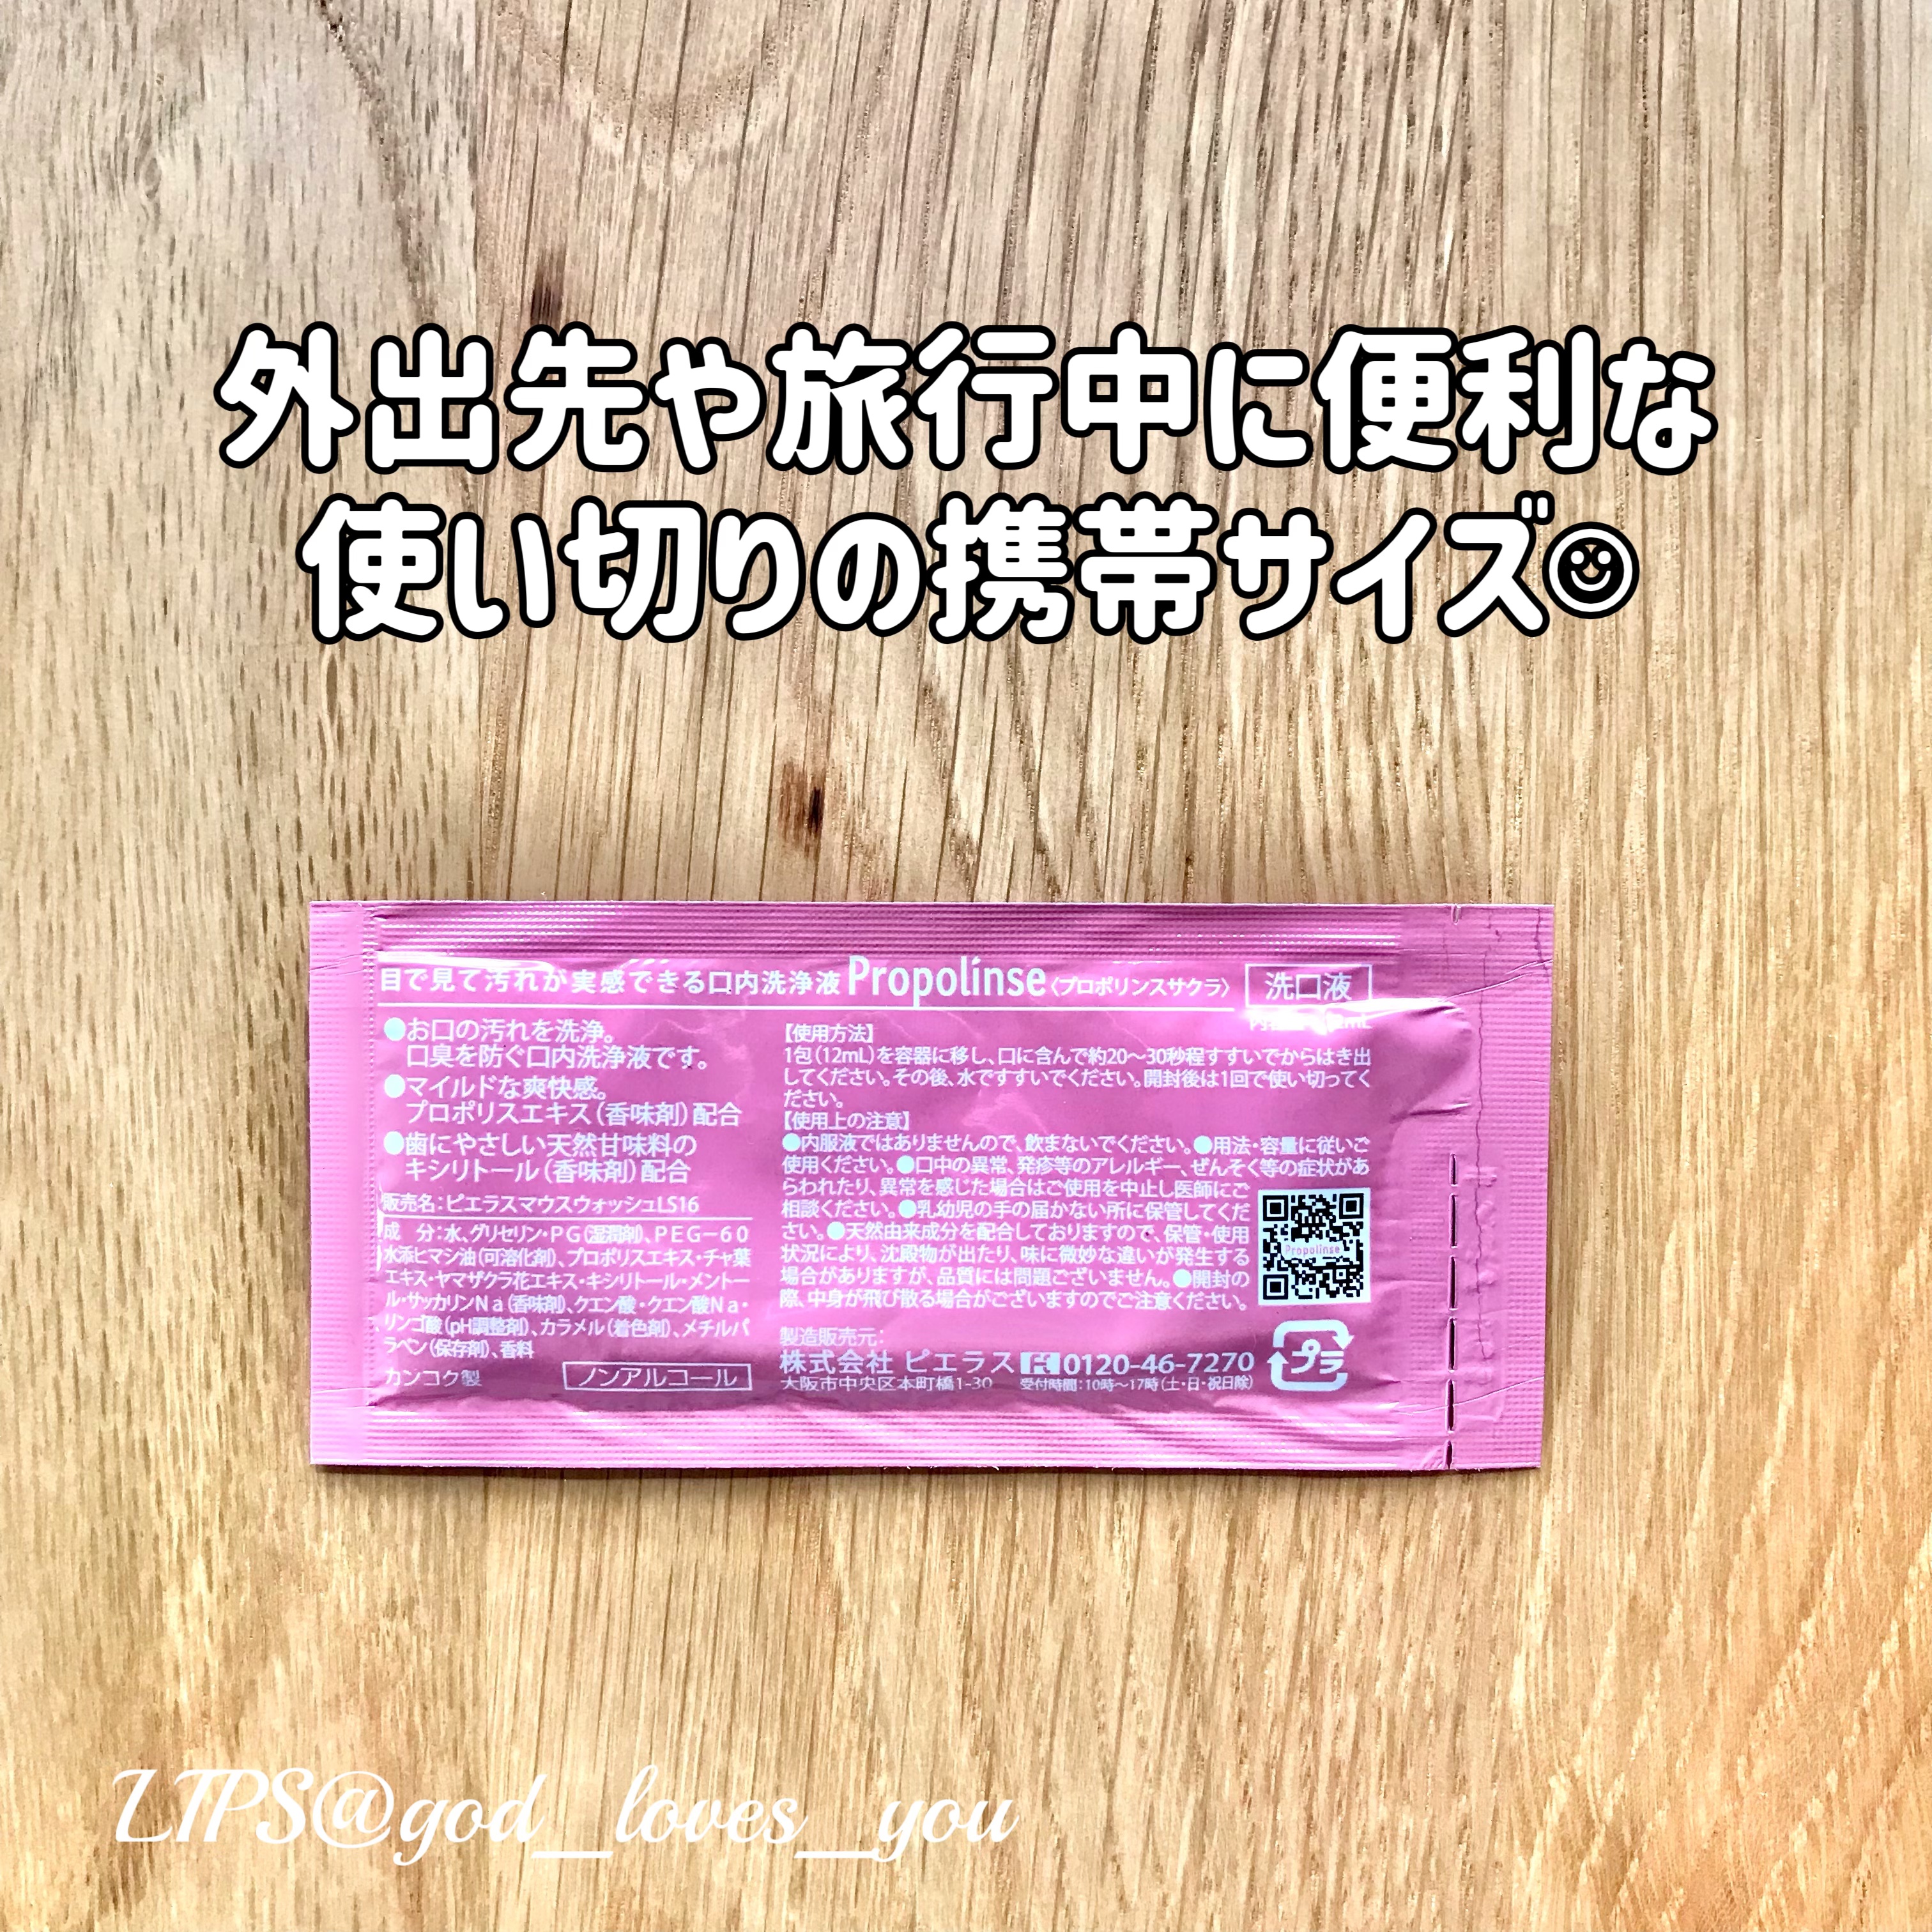 外出先や旅行中に便利な
使い切りの携帯サイズ☺
目で見て汚れが実感できる口内洗浄液 Propolinse〈プロポリンスサクラ〉 洗口液
●お口の汚れを洗浄。
口臭を防ぐ口内洗浄液です。
●マイルドな爽快感。
プロポリスエキス（香味剤）配合
●歯にやさしい天然甘味料の
キシリトール（香味剤）配合
販売名：ピエラスマウスウォッシュLS16
成　分：水、グリセリン・ＰＧ（湿潤剤）、ＰＥＧ－６０
水添ヒマシ油（可溶化剤）、プロポリスエキス・チャ葉
エキス・ヤマザクラ花エキス・キシリトール・メントー
ル・サッカリンＮａ（香味剤）、クエン酸・クエン酸Ｎａ・
リンゴ酸（pH調整剤）、カラメル（着色剤）、メチルパ
ラベン（保存剤）、香料
カンコク製
ノンアルコール
【使用方法】
1包（12mL）を容器に移し、口に含んで約20〜30秒程すすいでからはき出
してください。その後、水ですすいでください。開封後は1回で使い切ってく
ださい。
【使用上の注意】
●内服液ではありませんので、飲まないでください。●用法・容量に従いご
使用ください。●口中の異常、発疹等のアレルギー、ぜんそく等の症状があ
らわれたり、異常を感じた場合はご使用を中止し医師にご
相談ください。●乳幼児の手の届かない所に保管してくだ
さい。●天然由来成分を配合しておりますので、保管・使用
状況により、沈殿物が出たり、味に微妙な違いが発生する
場合がありますが、品質には問題ございません。●開封の
際、中身が飛び散る場合がございますのでご注意ください。
Propolinse
製造販売元：
株式会社 ピエラス 0120-46-7270
大阪市中央区本町橋1-30 受付時間：10時〜17時（土・日・祝日除）
プラ
LIPS@god_loves_you